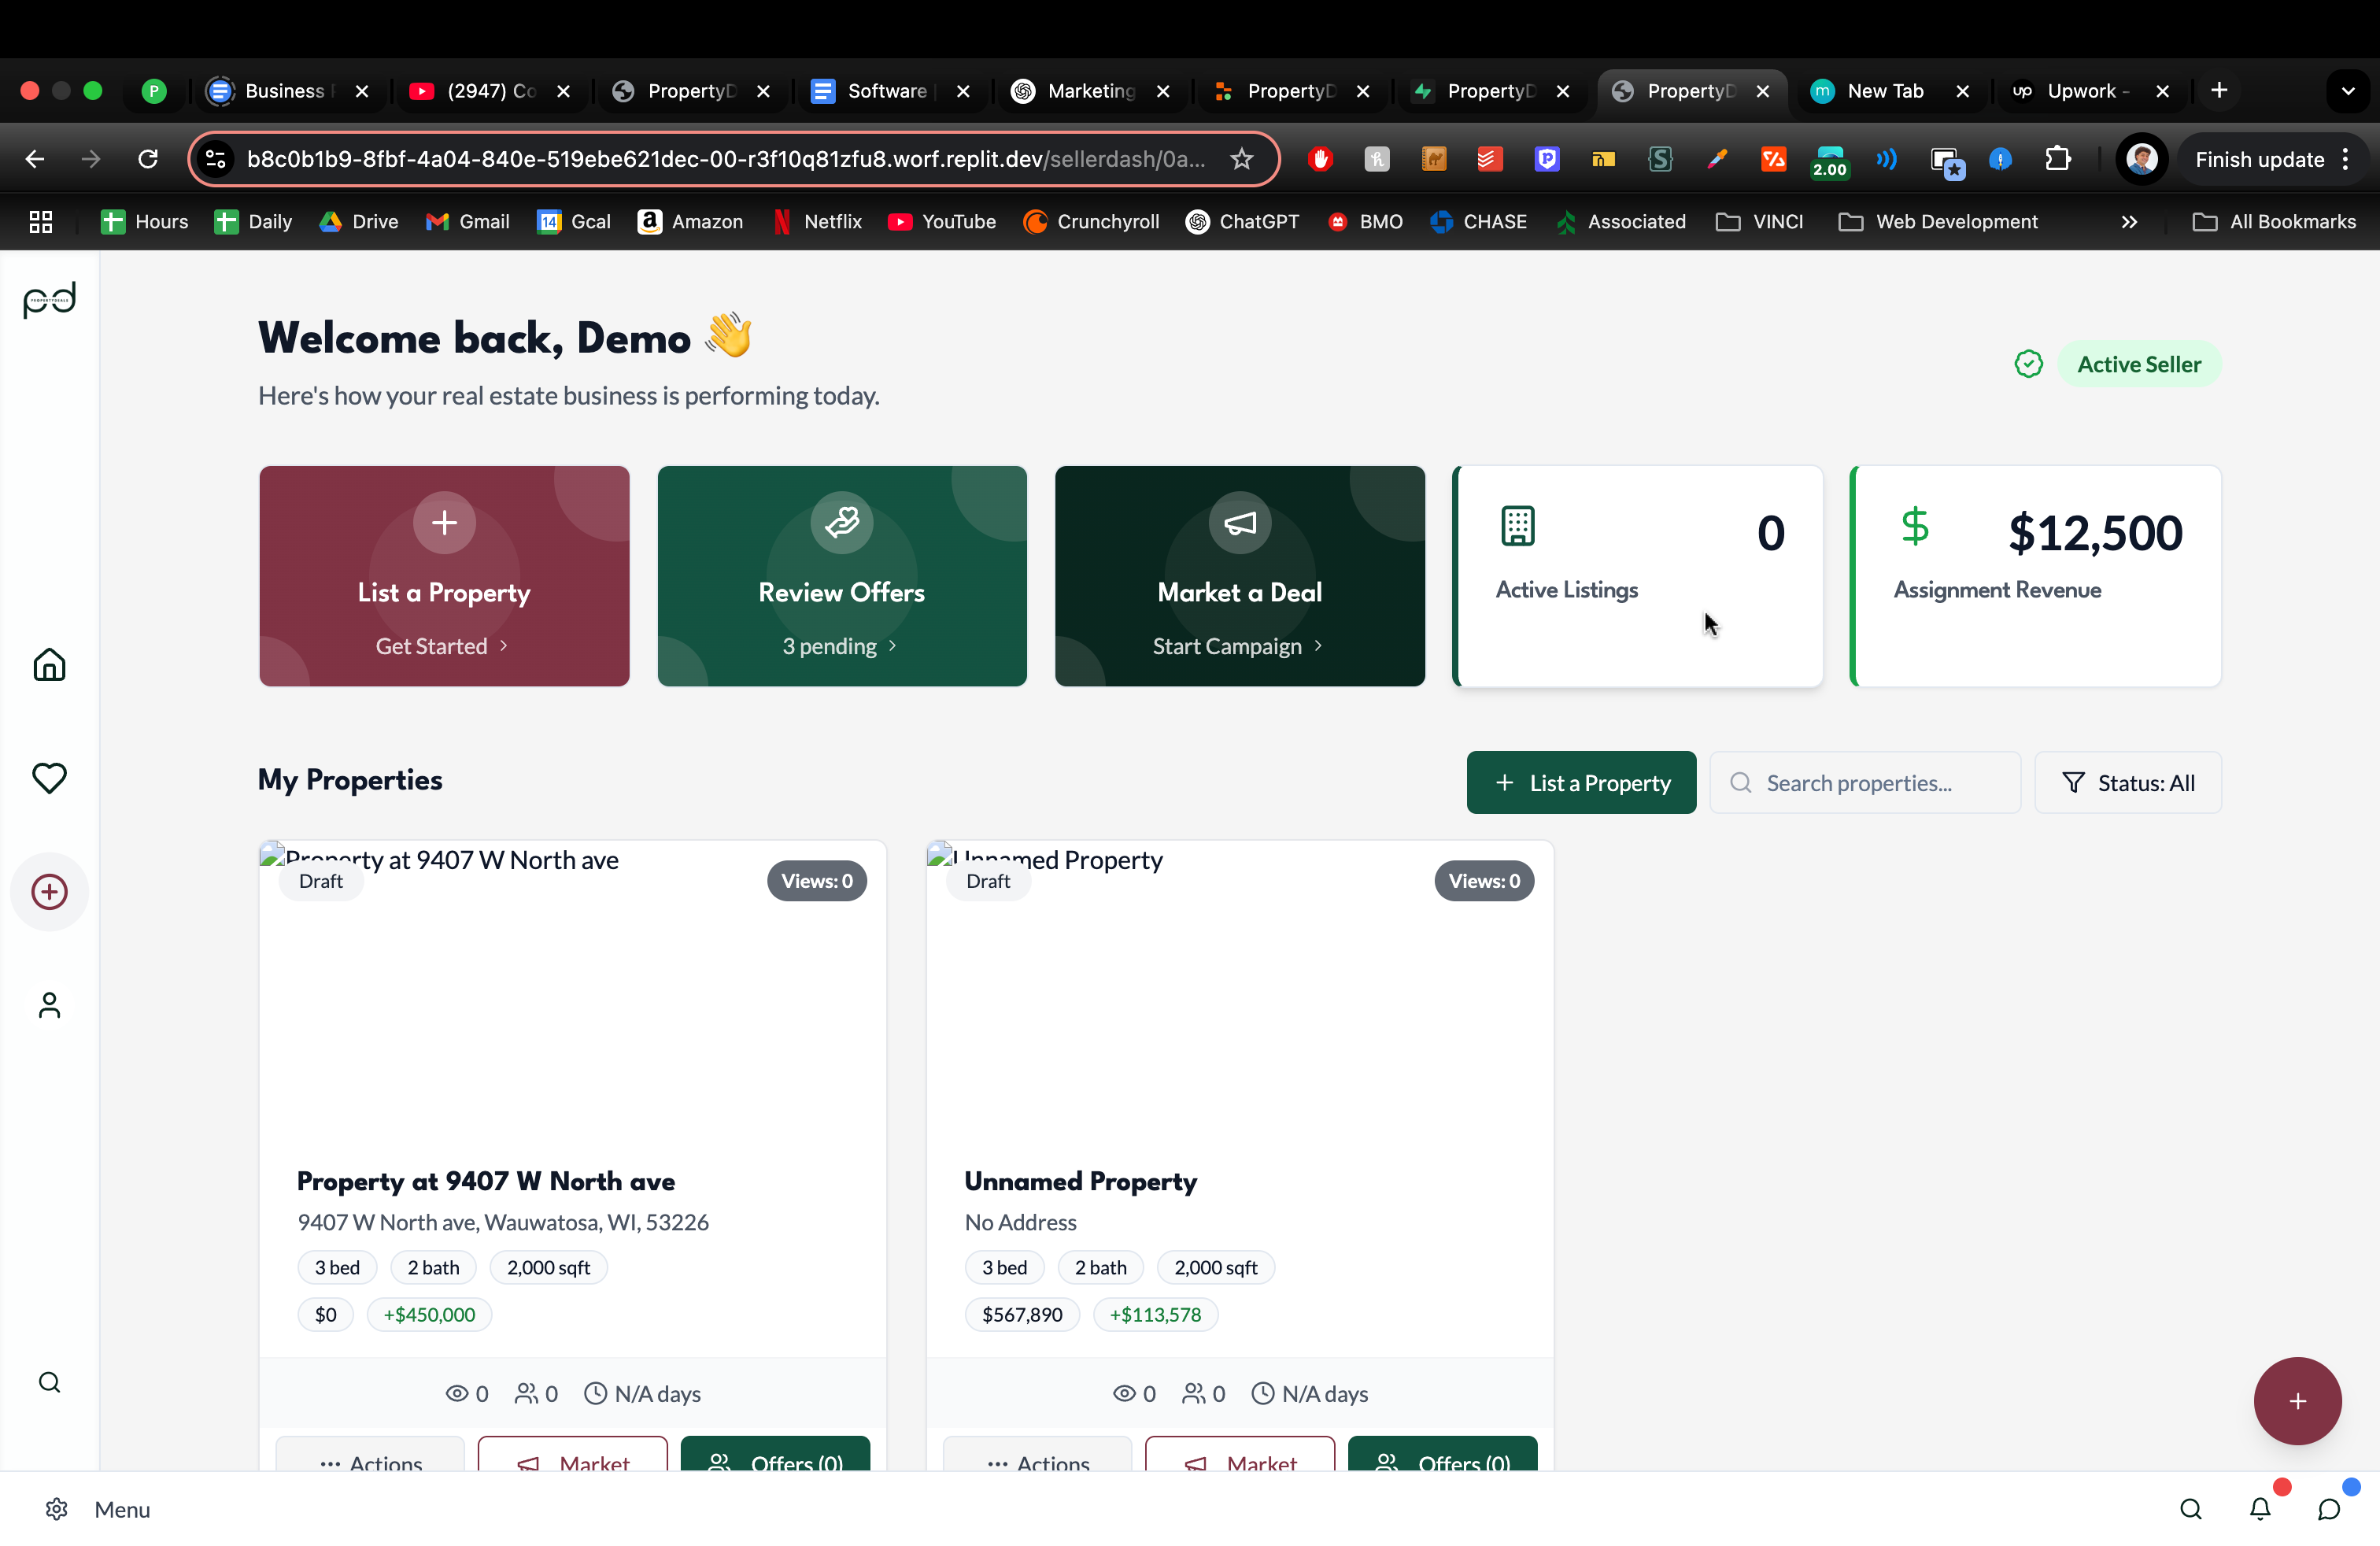 P Business (2947) Co PropertyD Software Marketing PropertyD PropertyD PropertyD m New Tab up Upwork -
b8c0b1b9-8fbf-4a04-840e-519ebe621dec-00-r3f10q81zfu8.worf.replit.dev/sellerdash/0a... 2.00 Finish update
Hours Daily Drive Gmail 14 Gcal Amazon Netflix YouTube Crunchyroll ChatGPT BMO CHASE Associated VINCI Web Development All Bookmarks
pd
Welcome back, Demo 👋
Here's how your real estate business is performing today.
Active Seller
List a Property
Get Started
Review Offers
3 pending
Market a Deal
Start Campaign
0
Active Listings
$12,500
Assignment Revenue
My Properties
+ List a Property
Search properties...
Status: All
Property at 9407 W North ave
Draft
Views: 0
Property at 9407 W North ave
9407 W North ave, Wauwatosa, WI, 53226
3 bed 2 bath 2,000 sqft
$0 +$450,000
0 0 N/A days
... Actions Market Offers (0)
Unnamed Property
Draft
Views: 0
Unnamed Property
No Address
3 bed 2 bath 2,000 sqft
$567,890 +$113,578
0 0 N/A days
... Actions Market Offers (0)
Menu